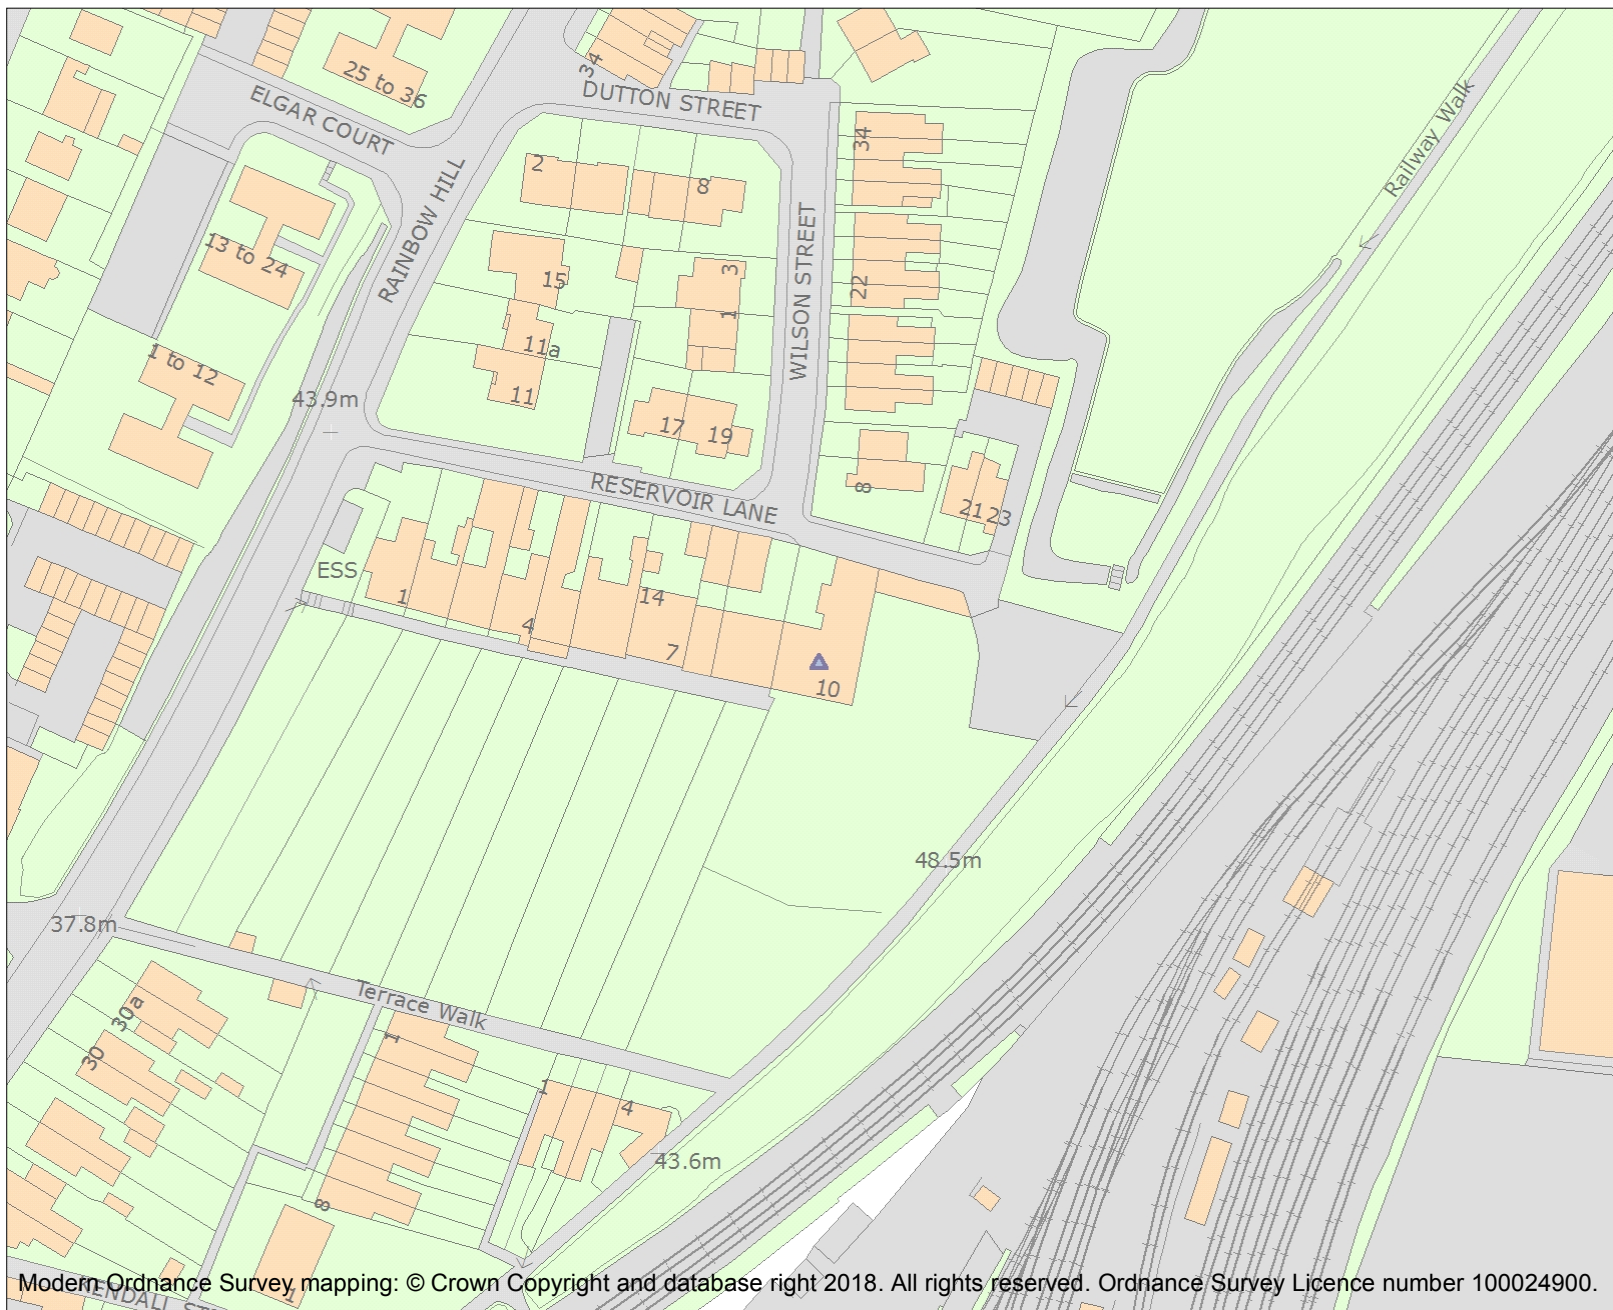 25 to 36
34
DUTTON STREET
ELGAR COURT
Railway Walk
34
2
8
RAINBOW HILL
WILSON STREET
13 to 24
15
3
22
1
11a
1 to 12
11
43.9m
17
19
8
RESERVOIR LANE
21
23
ESS
1
14
4
7
10
48.5m
37.8m
Terrace Walk
30a
30
1
1
4
43.6m
8
1
Modern Ordnance Survey mapping: © Crown Copyright and database right 2018. All rights reserved. Ordnance Survey Licence number 100024900.